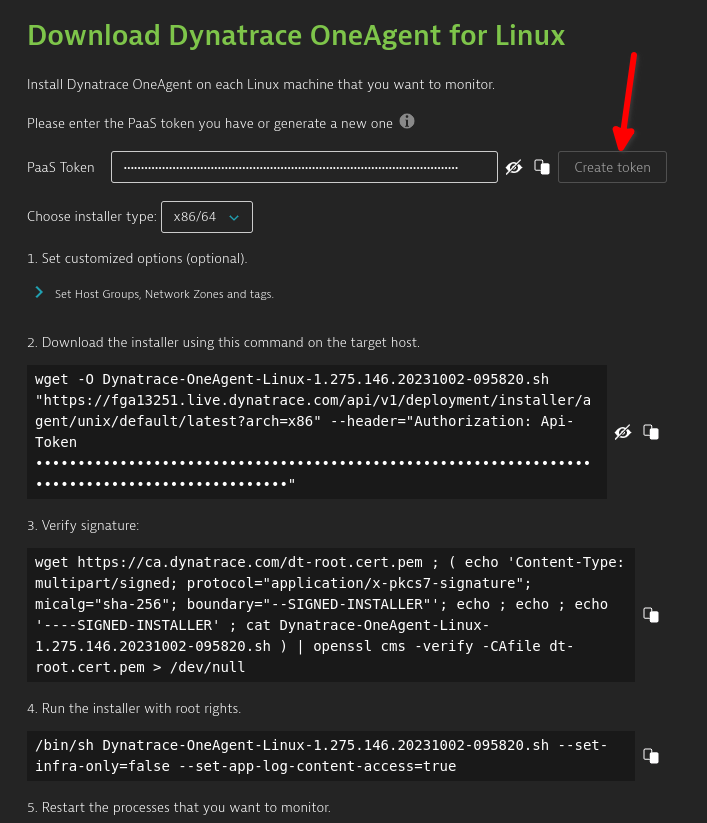 Download Dynatrace OneAgent for Linux
Install Dynatrace OneAgent on each Linux machine that you want to monitor.
Please enter the PaaS token you have or generate a new one
PaaS Token
Create token
Choose installer type: x86/64
1. Set customized options (optional).
Set Host Groups, Network Zones and tags.
2. Download the installer using this command on the target host.
wget -O Dynatrace-OneAgent-Linux-1.275.146.20231002-095820.sh
"https://fga13251.live.dynatrace.com/api/v1/deployment/installer/a
gent/unix/default/latest?arch=x86" --header="Authorization: Api-
Token
••••••••••••••••••••••••••••••••••••••••••••••••••••••••••••••••••
••••••••••••••••••••••••••••••"
3. Verify signature:
wget https://ca.dynatrace.com/dt-root.cert.pem ; ( echo 'Content-Type:
multipart/signed; protocol="application/x-pkcs7-signature";
micalg="sha-256"; boundary="--SIGNED-INSTALLER"'; echo ; echo ; echo
'----SIGNED-INSTALLER' ; cat Dynatrace-OneAgent-Linux-
1.275.146.20231002-095820.sh ) | openssl cms -verify -CAfile dt-
root.cert.pem > /dev/null
4. Run the installer with root rights.
/bin/sh Dynatrace-OneAgent-Linux-1.275.146.20231002-095820.sh --set-
infra-only=false --set-app-log-content-access=true
5. Restart the processes that you want to monitor.